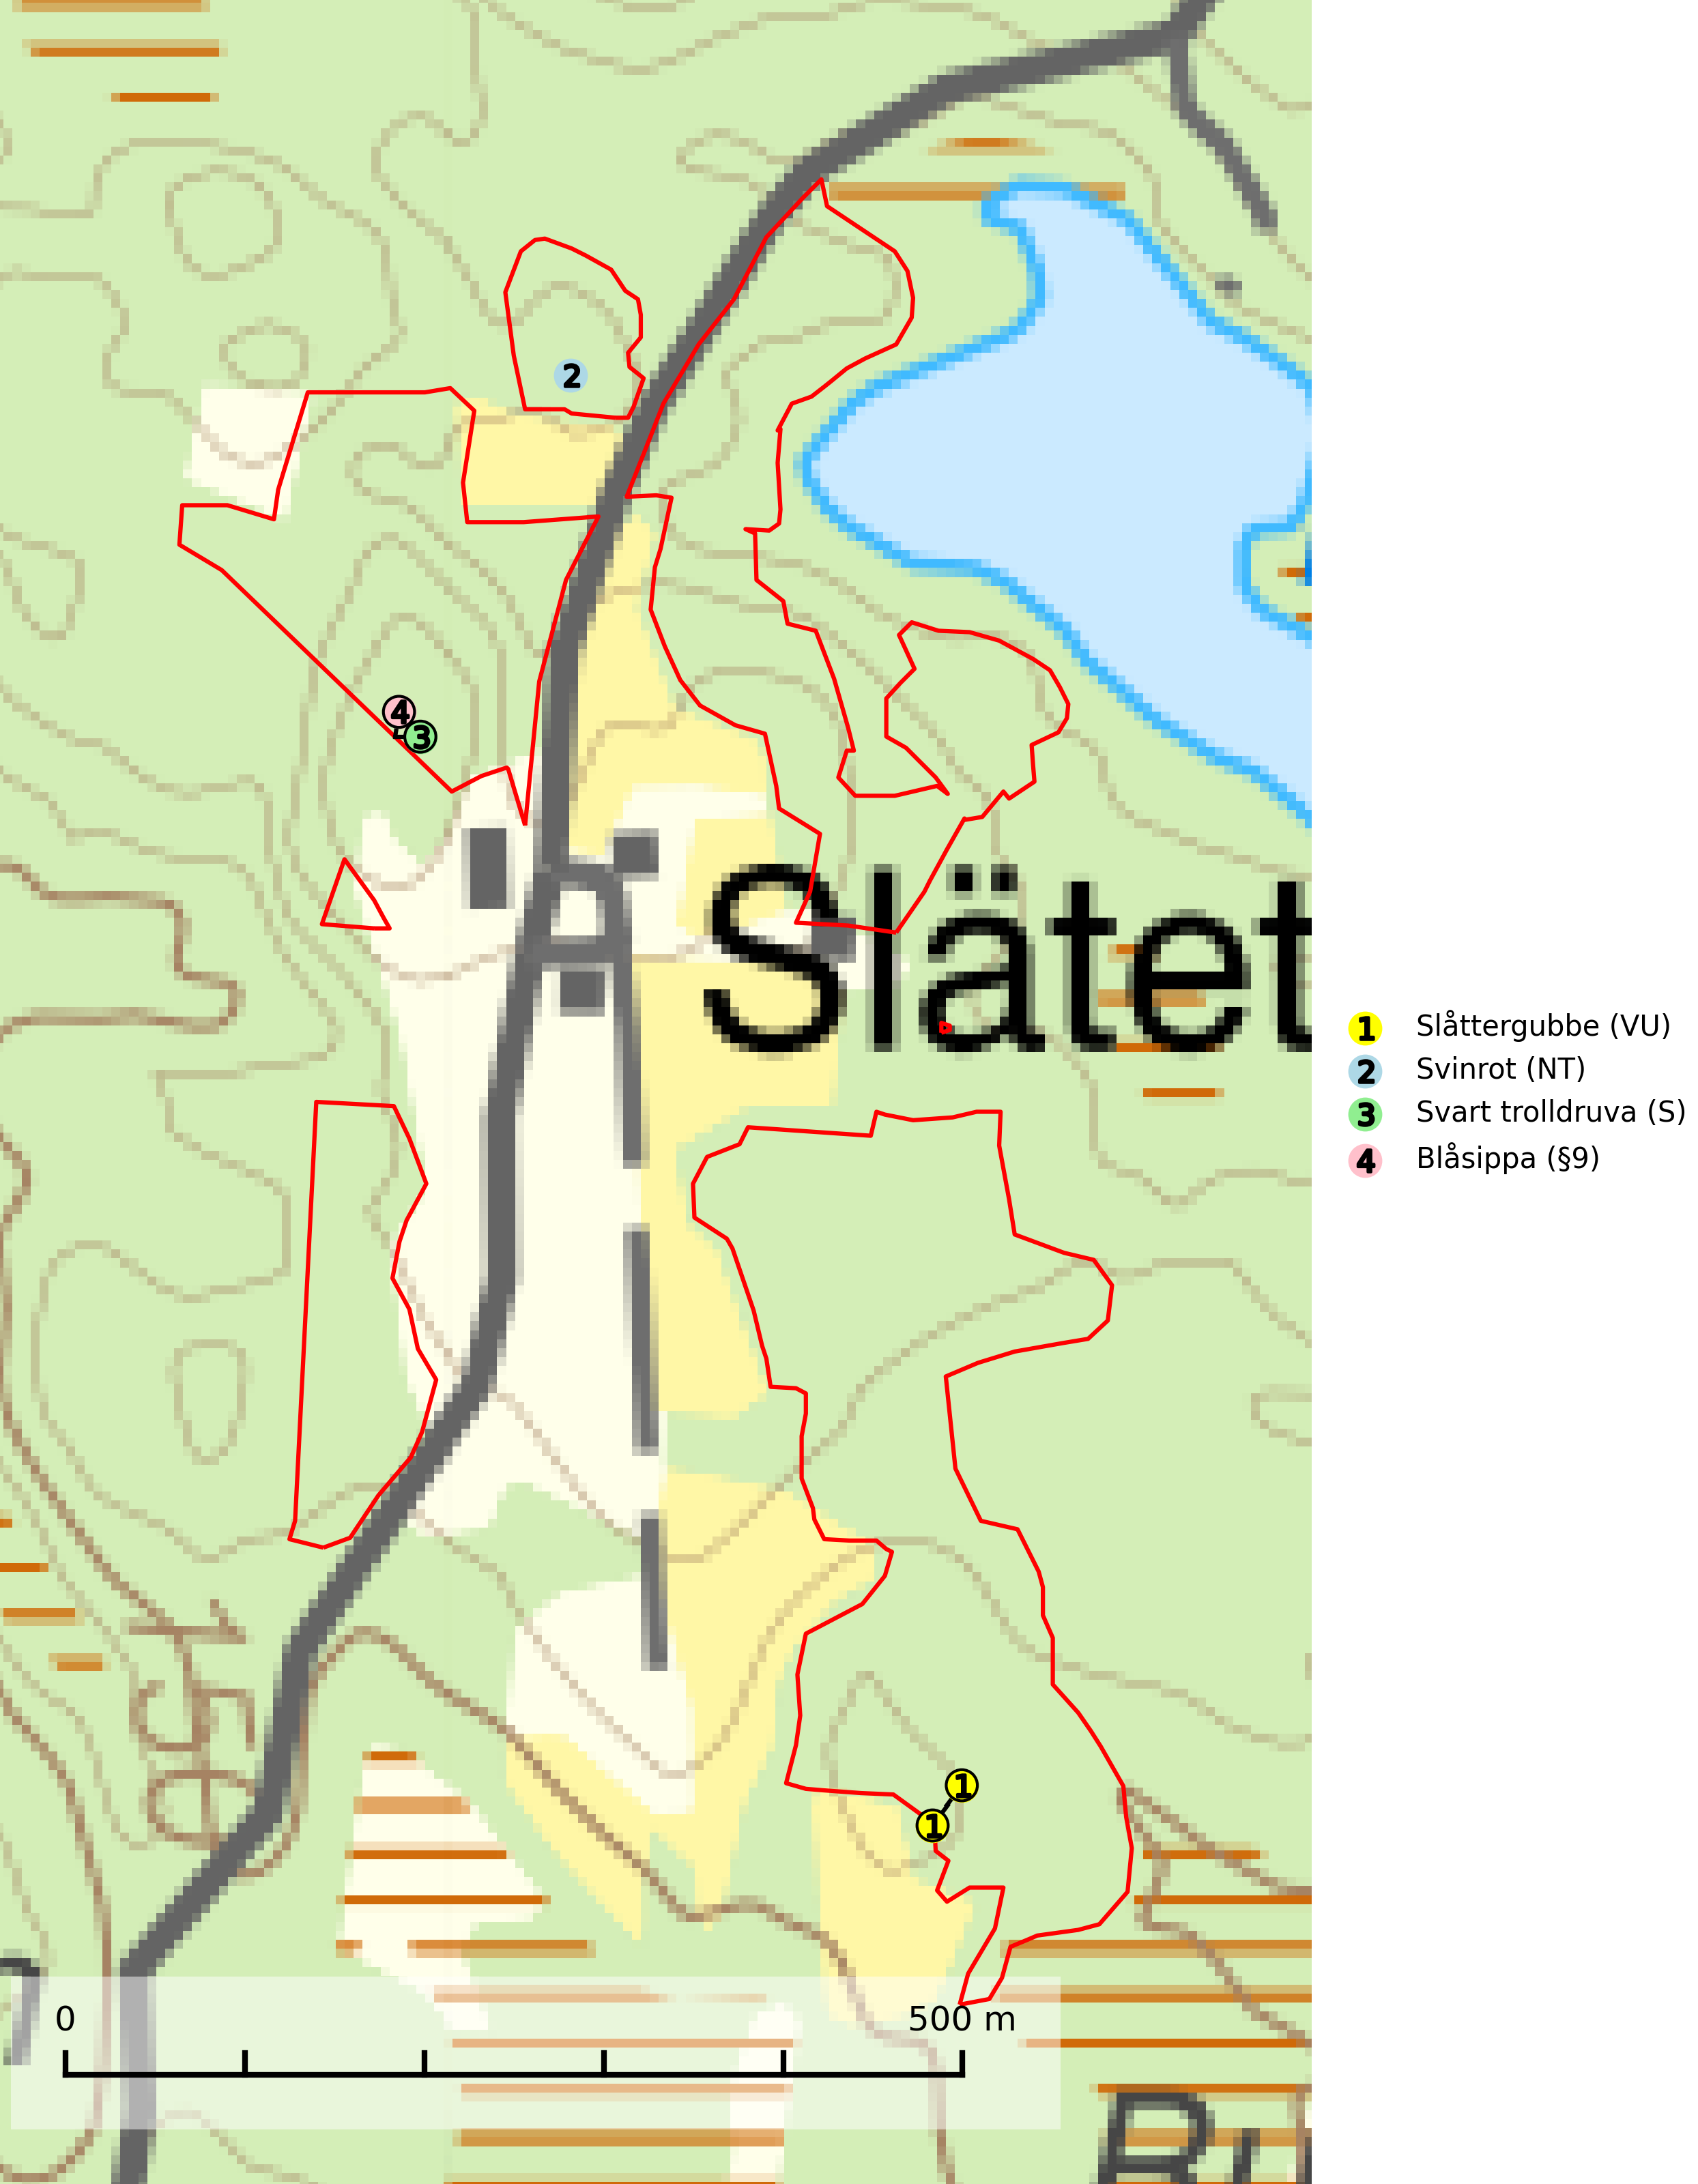 2
4
3
Slätet
1 Slåttergubbe (VU)
2 Svinrot (NT)
3 Svart trolldruva (S)
4 Blåsippa (§9)
1
1
0 500 m